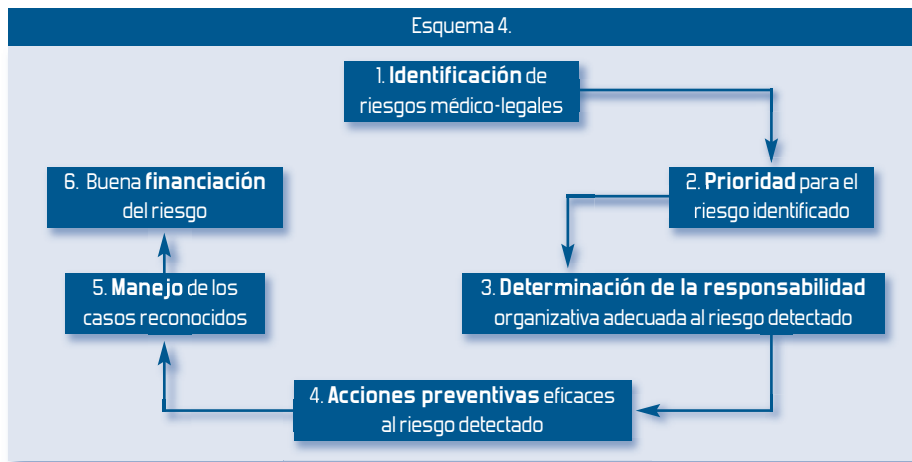 Esquema 4.
1. Identificación de
riesgos médico-legales
2. Prioridad para el
riesgo identificado
3. Determinación de la responsabilidad
organizativa adecuada al riesgo detectado
4. Acciones preventivas eficaces
al riesgo detectado
5. Manejo de los
casos reconocidos
6. Buena financiación
del riesgo